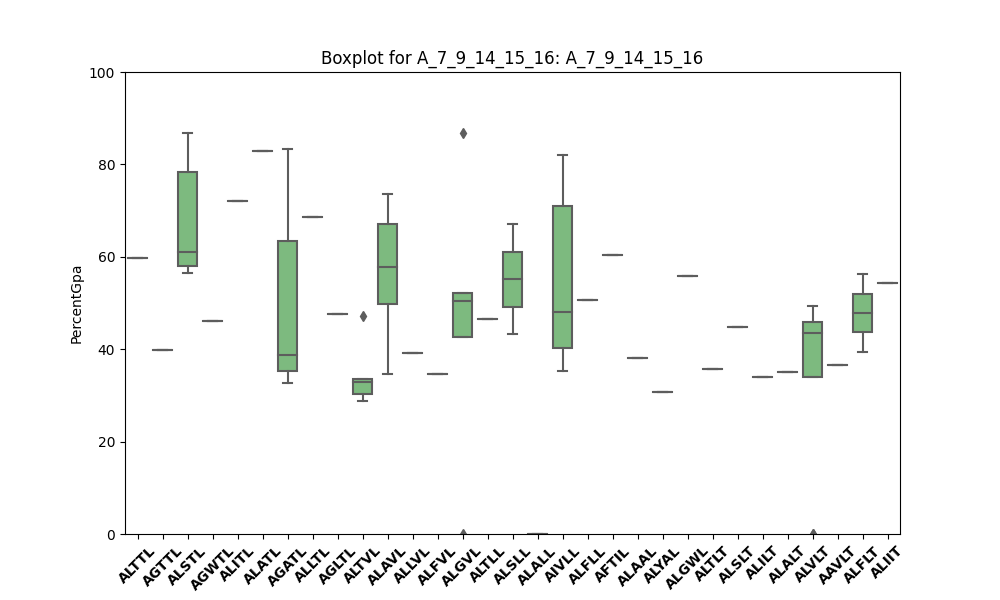 Boxplot for A_7_9_14_15_16: A_7_9_14_15_16
PercentGpa
100
80
60
40
20
0
ALTTL
AGTTL
ALSTL
AGWTL
ALITL
ALATL
AGATL
ALLTL
AGLTL
ALTVL
ALAVL
ALLVL
ALFVL
ALGVL
ALTLL
ALSLL
ALALL
AIVLL
ALFLL
AFTIL
ALAAL
ALYAL
ALGWL
ALTLT
ALSLT
ALILT
ALALT
ALVLT
AAVLT
ALFLT
ALIIT